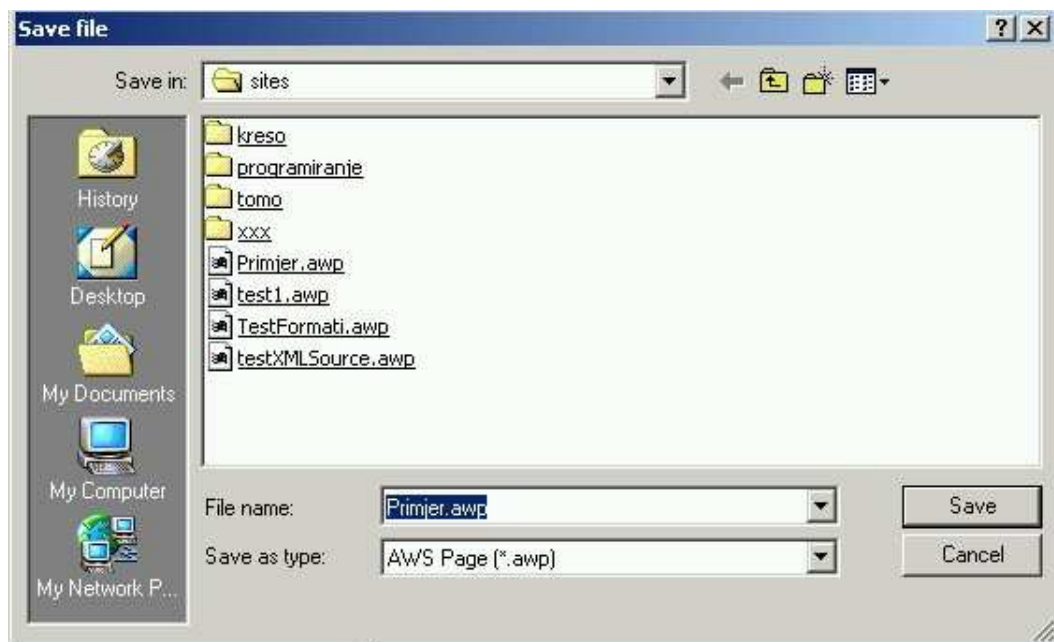 Save file
Save in: sites
History
Desktop
My Documents
My Computer
My Network P...
kreso
programiranje
tomo
xxx
Primjer.awp
test1.awp
TestFormati.awp
testXMLSource.awp
File name: Primjer.awp Save
Save as type: AWS Page (*.awp) Cancel